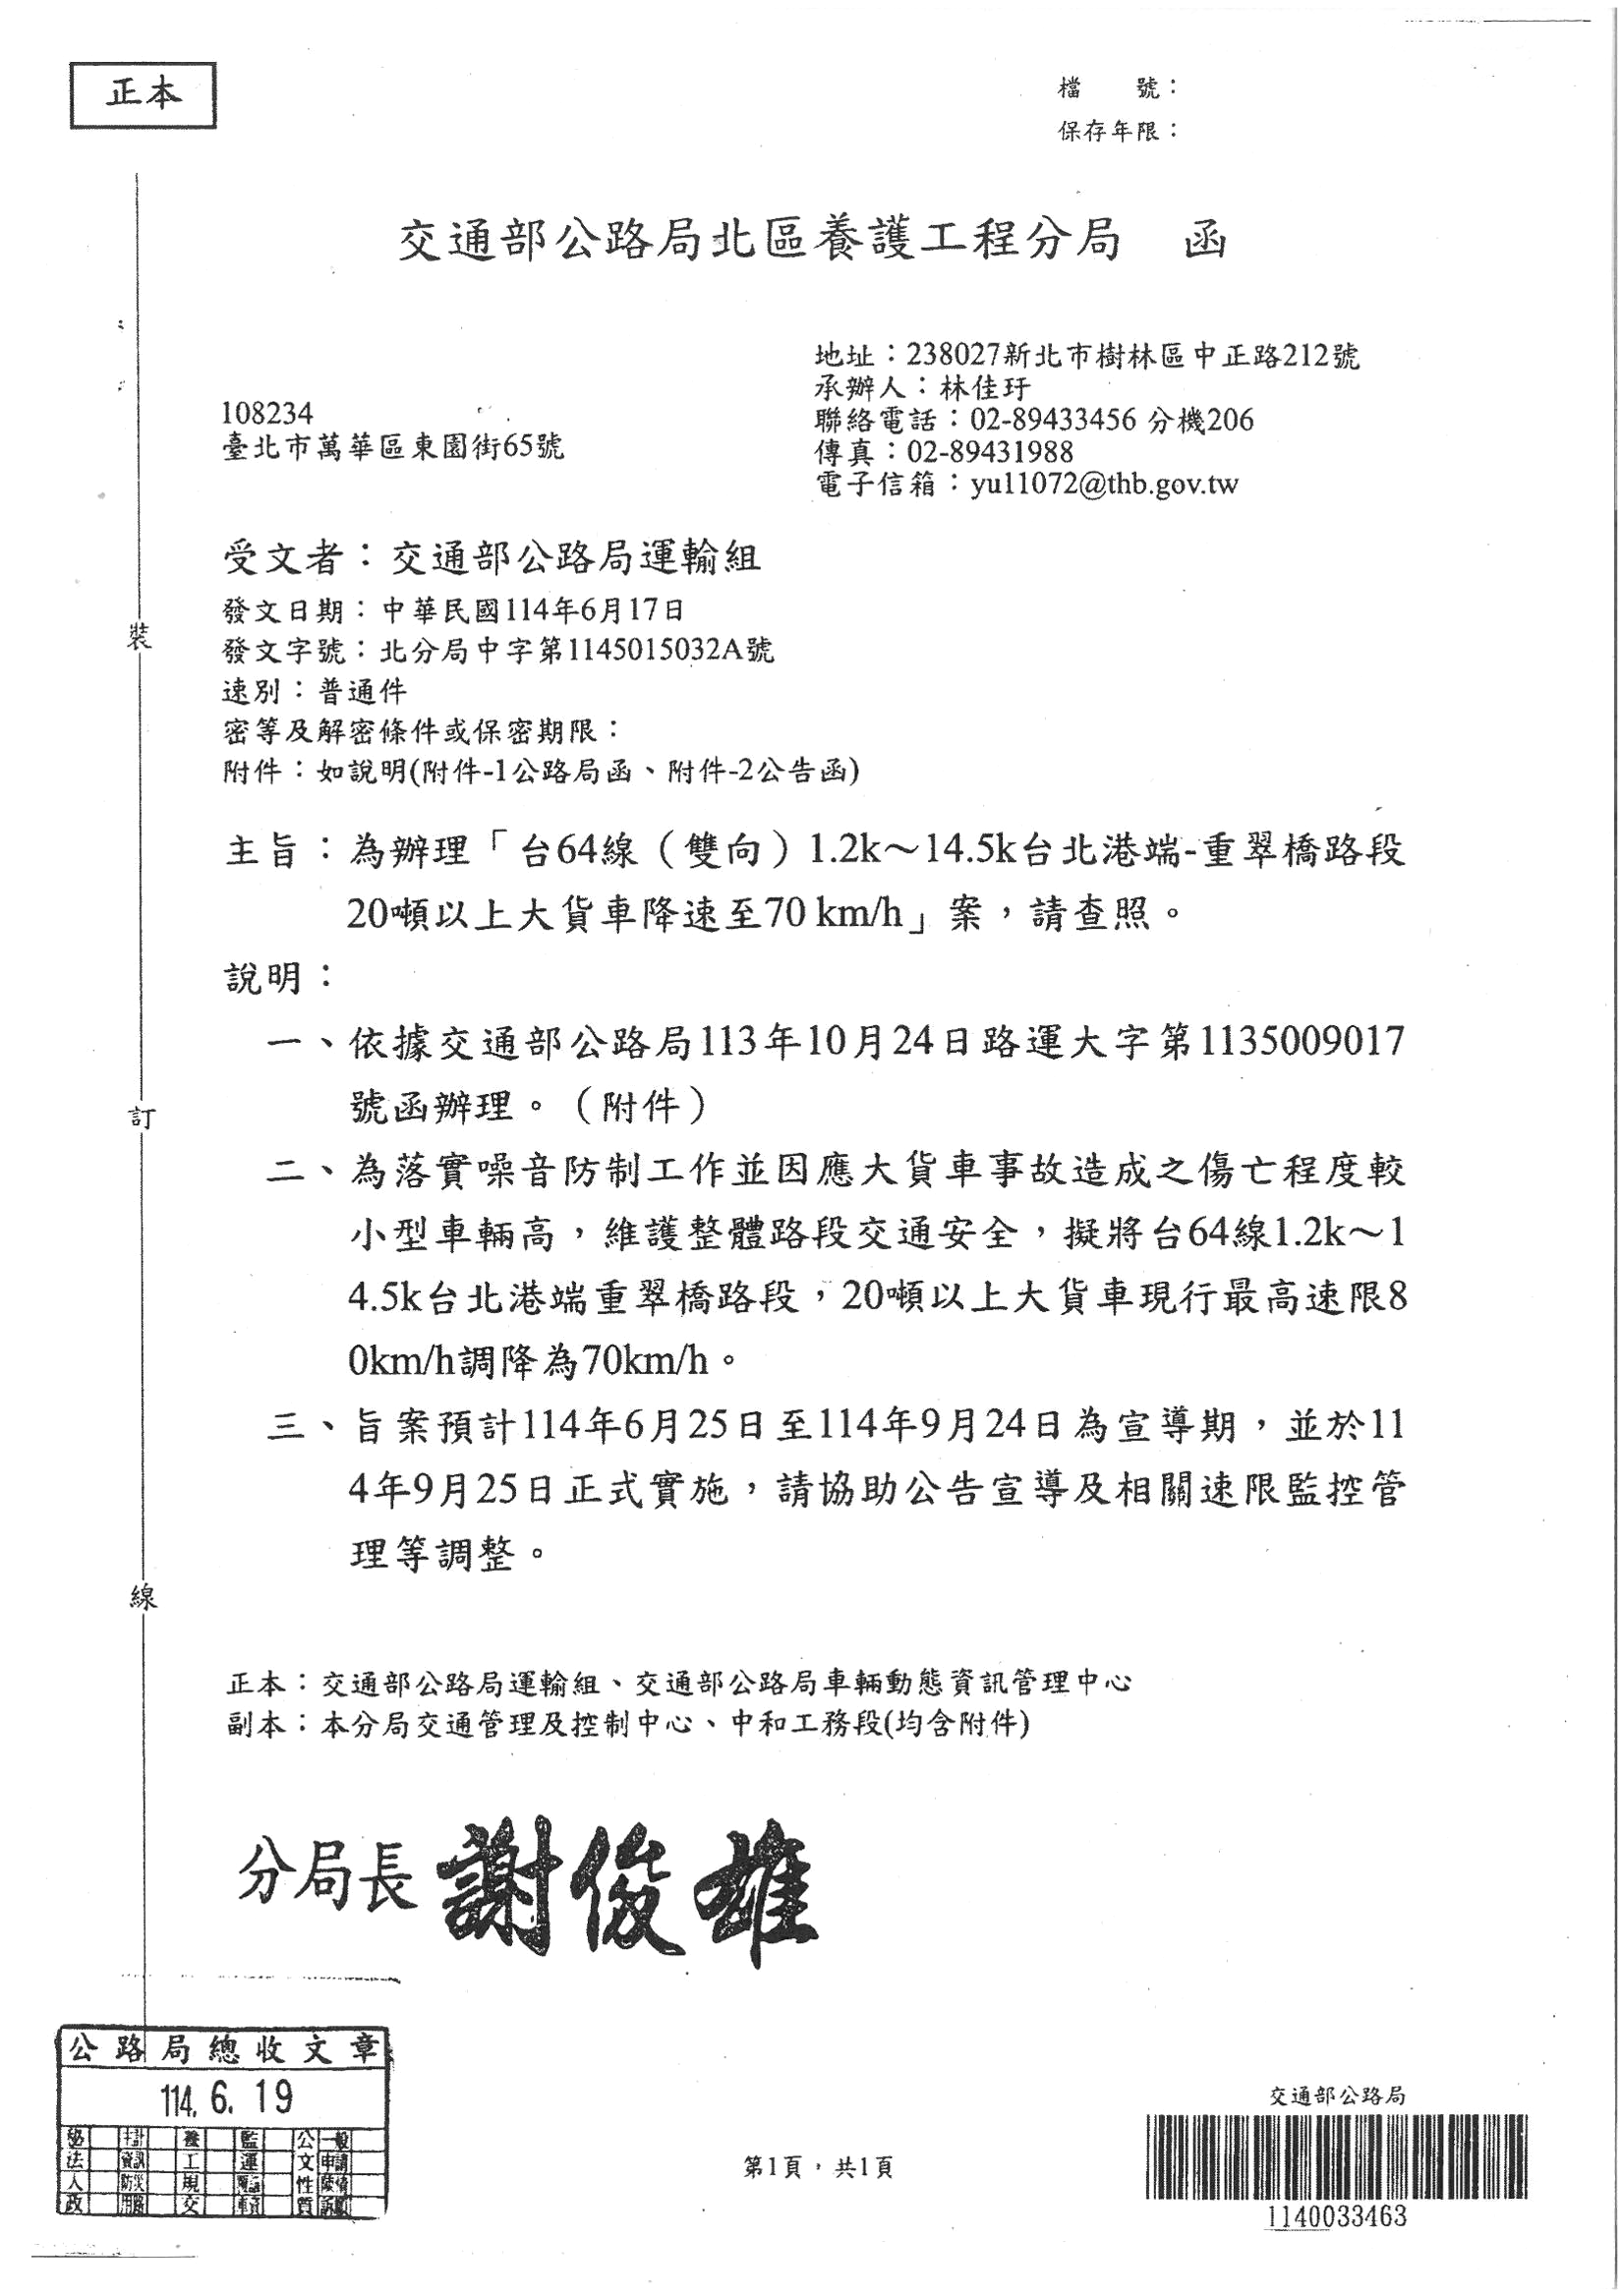 正本
檔　　號：
保存年限：
交通部公路局北區養護工程分局　函
地址：238027新北市樹林區中正路212號
承辦人：林佳玗
聯絡電話：02-89433456 分機206
傳真：02-89431988
電子信箱：yu11072@thb.gov.tw
108234
臺北市萬華區東園街65號
受文者：交通部公路局運輸組
發文日期：中華民國114年6月17日
發文字號：北分局中字第1145015032A號
速別：普通件
密等及解密條件或保密期限：
附件：如說明(附件-1公路局函、附件-2公告函)
主旨：為辦理「台64線（雙向）1.2k～14.5k台北港端-重翠橋路段
20噸以上大貨車降速至70 km/h」案，請查照。
說明：
一、依據交通部公路局113年10月24日路運大字第1135009017
號函辦理。（附件）
二、為落實噪音防制工作並因應大貨車事故造成之傷亡程度較
小型車輛高，維護整體路段交通安全，擬將台64線1.2k～1
4.5k台北港端重翠橋路段，20噸以上大貨車現行最高速限8
0km/h調降為70km/h。
三、旨案預計114年6月25日至114年9月24日為宣導期，並於11
4年9月25日正式實施，請協助公告宣導及相關速限監控管
理等調整。
裝
訂
線
正本：交通部公路局運輸組、交通部公路局車輛動態資訊管理中心
副本：本分局交通管理及控制中心、中和工務段(均含附件)
分局長 謝俊雄
公路局總收文章
114. 6. 19
秘 主計 養 監 公 一般
法 資訊 工 運 文 申請
人 防災 規 性
政 交 質
第1頁，共1頁
交通部公路局
1140033463